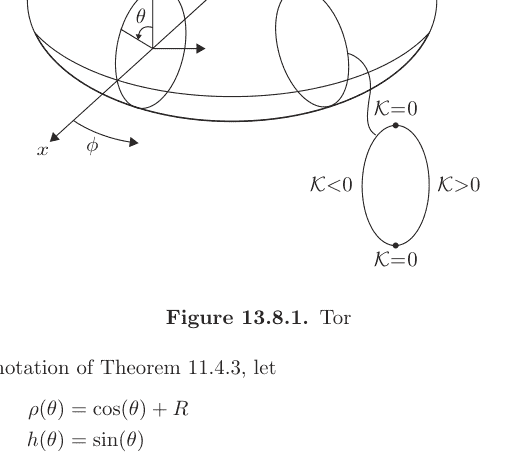 θ
x
ϕ
𝒦=0
𝒦<0
𝒦>0
𝒦=0
Figure 13.8.1. Tor
notation of Theorem 11.4.3, let
ρ(θ) = cos(θ) + R
h(θ) = sin(θ)